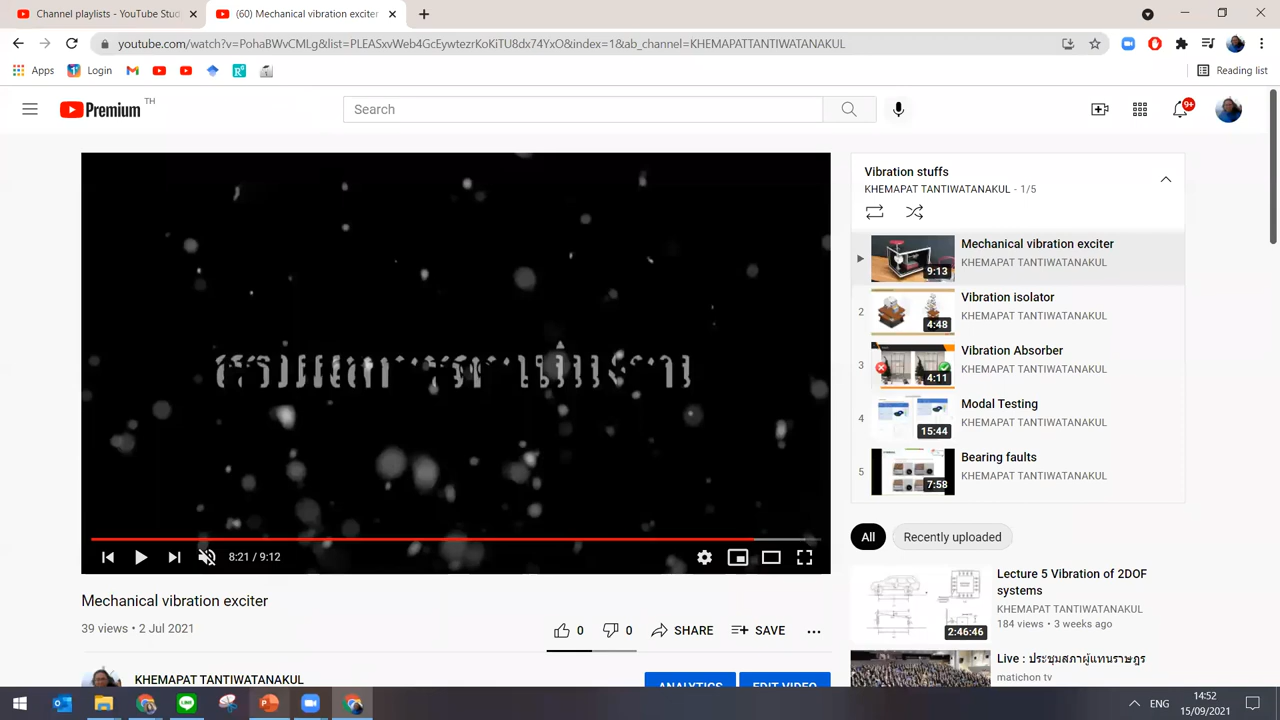 Channel playlists - YouTube Stud
(60) Mechanical vibration exciter
youtube.com/watch?v=PohaBWvCMLg&list=PLEASxvWeb4GcEytWezrK-KiTLBdx74YxO&index=1&ab_channel=KHEMAPATTANTIWATANAKUL
Apps
Login
Reading list
Premium TH
Search
9+
Vibration stuffs
KHEMAPAT TANTIWATANAKUL - 1/5
Mechanical vibration exciter
KHEMAPAT TANTIWATANAKUL
9:13
2
Vibration isolator
KHEMAPAT TANTIWATANAKUL
4:48
3
Vibration Absorber
KHEMAPAT TANTIWATANAKUL
4:11
4
Modal Testing
KHEMAPAT TANTIWATANAKUL
15:44
5
Bearing faults
KHEMAPAT TANTIWATANAKUL
7:58
8:21 / 9:12
All
Recently uploaded
Mechanical vibration exciter
39 views • 2 Jul 2021
0
0
SHARE
SAVE
Lecture 5 Vibration of 2DOF
systems
KHEMAPAT TANTIWATANAKUL
184 views • 3 weeks ago
2:46:46
Live : ประชุมสภาผู้แทนราษฎร
matichon tv
KHEMAPAT TANTIWATANAKUL
ANALYTICS
EDIT VIDEO
ENG
14:52
15/09/2021